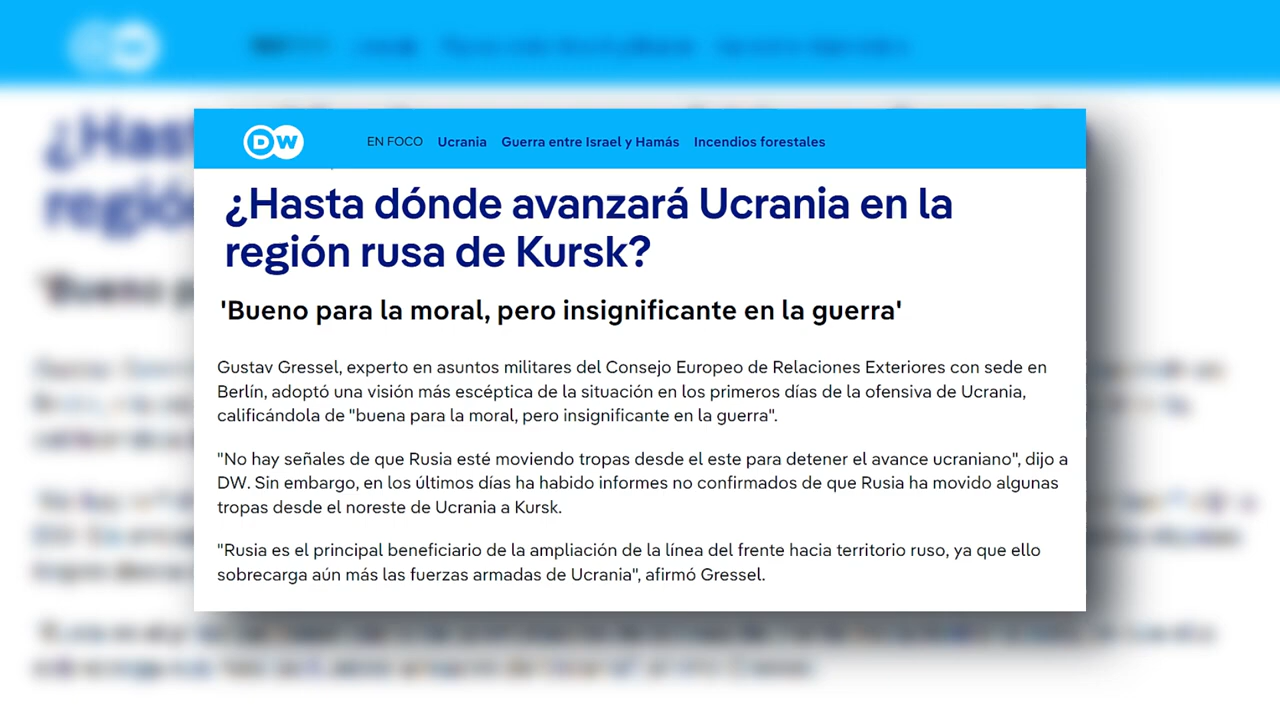 DW
EN FOCO Ucrania Guerra entre Israel y Hamás Incendios forestales
¿Hasta dónde avanzará Ucrania en la
región rusa de Kursk?
'Bueno para la moral, pero insignificante en la guerra'
Gustav Gressel, experto en asuntos militares del Consejo Europeo de Relaciones Exteriores con sede en
Berlín, adoptó una visión más escéptica de la situación en los primeros días de la ofensiva de Ucrania,
calificándola de "buena para la moral, pero insignificante en la guerra".
"No hay señales de que Rusia esté moviendo tropas desde el este para detener el avance ucraniano", dijo a
DW. Sin embargo, en los últimos días ha habido informes no confirmados de que Rusia ha movido algunas
tropas desde el noreste de Ucrania a Kursk.
"Rusia es el principal beneficiario de la ampliación de la línea del frente hacia territorio ruso, ya que ello
sobrecarga aún más las fuerzas armadas de Ucrania", afirmó Gressel.